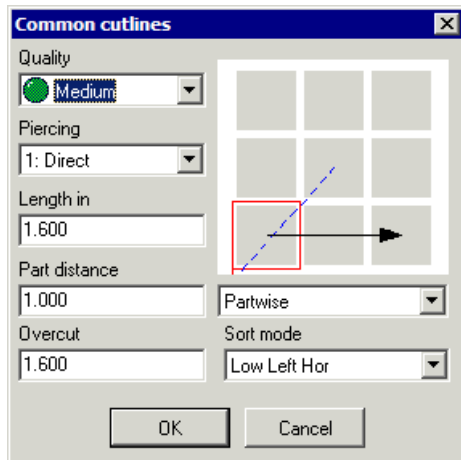 Common cutlines
Quality
Medium
Piercing
1: Direct
Length in
1.600
Part distance
1.000
Partwise
Overcut
Sort mode
1.600
Low Left Hor
OK
Cancel